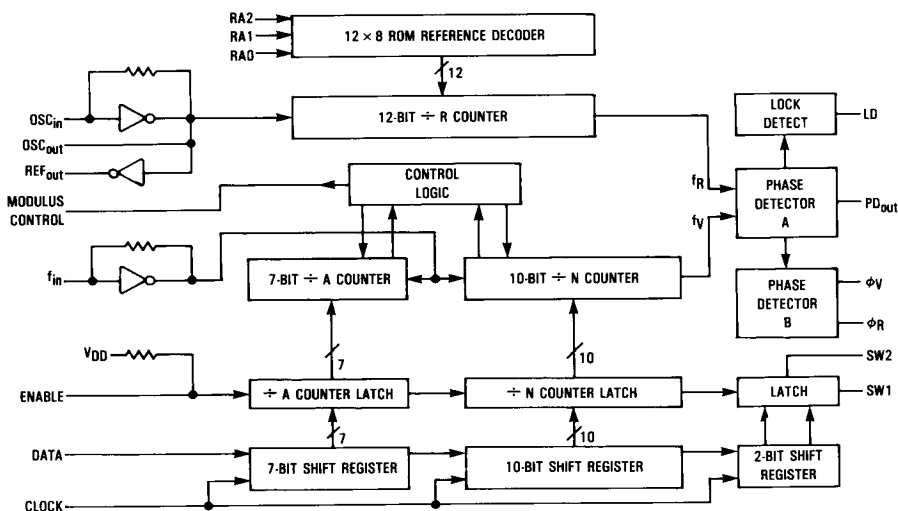 RA2
RA1
RA0
12 × 8 ROM REFERENCE DECODER
12
OSCin
OSCout
REFout
12-BIT ÷ R COUNTER
LOCK
DETECT
LD
MODULUS
CONTROL
CONTROL
LOGIC
fR
fV
PHASE
DETECTOR
A
PDout
fin
7-BIT ÷ A COUNTER
10-BIT ÷ N COUNTER
PHASE
DETECTOR
B
ϕV
ϕR
VDD
7
10
ENABLE
÷ A COUNTER LATCH
÷ N COUNTER LATCH
LATCH
SW2
SW1
7
10
DATA
7-BIT SHIFT REGISTER
10-BIT SHIFT REGISTER
2-BIT SHIFT
REGISTER
CLOCK